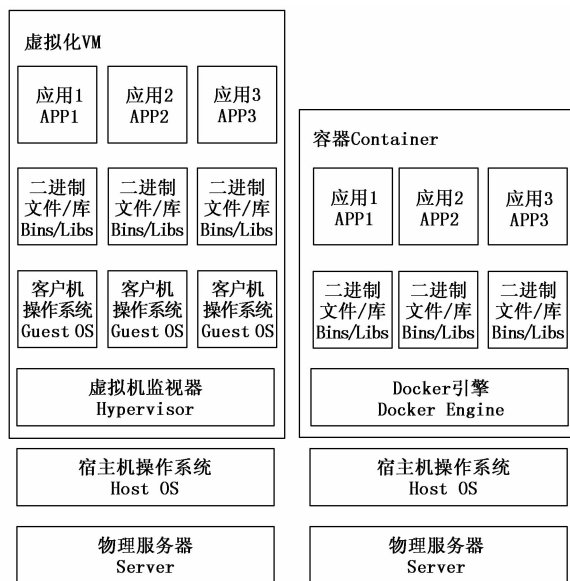 虚拟化VM
应用1
APP1
应用2
APP2
应用3
APP3
二进制
文件/库
Bins/Libs
二进制
文件/库
Bins/Libs
二进制
文件/库
Bins/Libs
客户机
操作系统
Guest OS
客户机
操作系统
Guest OS
客户机
操作系统
Guest OS
虚拟机监视器
Hypervisor
宿主机操作系统
Host OS
物理服务器
Server
容器Container
应用1
APP1
应用2
APP2
应用3
APP3
二进制
文件/库
Bins/Libs
二进制
文件/库
Bins/Libs
二进制
文件/库
Bins/Libs
Docker引擎
Docker Engine
宿主机操作系统
Host OS
物理服务器
Server